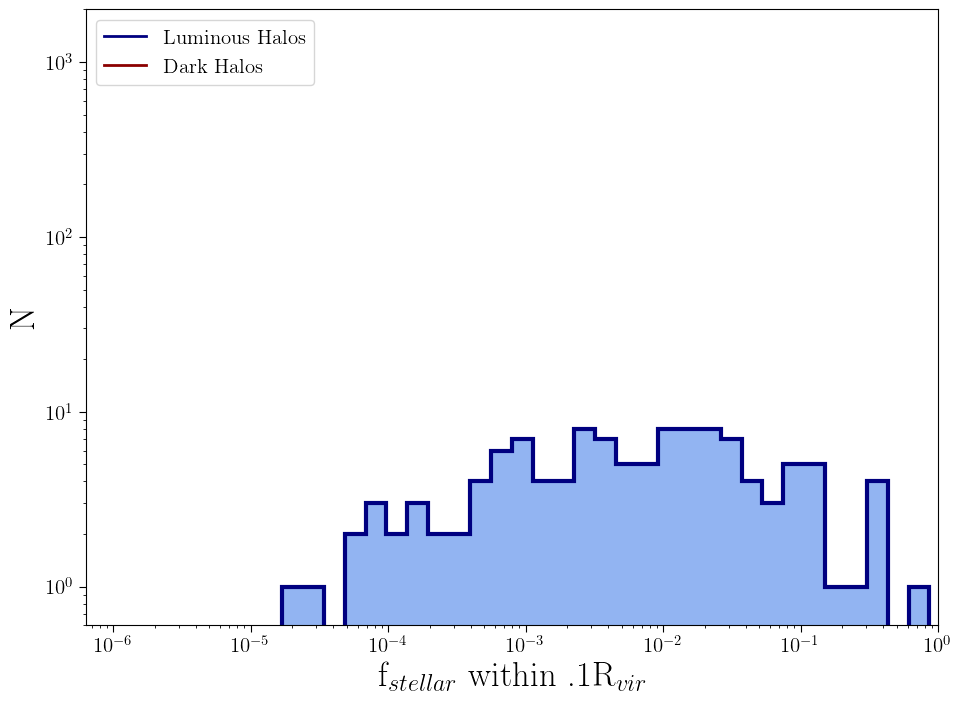 Luminous Halos
Dark Halos
N
10³
10²
10¹
10⁰
10⁻⁶ 10⁻⁵ 10⁻⁴ 10⁻³ 10⁻² 10⁻¹ 10⁰
f_stellar within .1R_vir